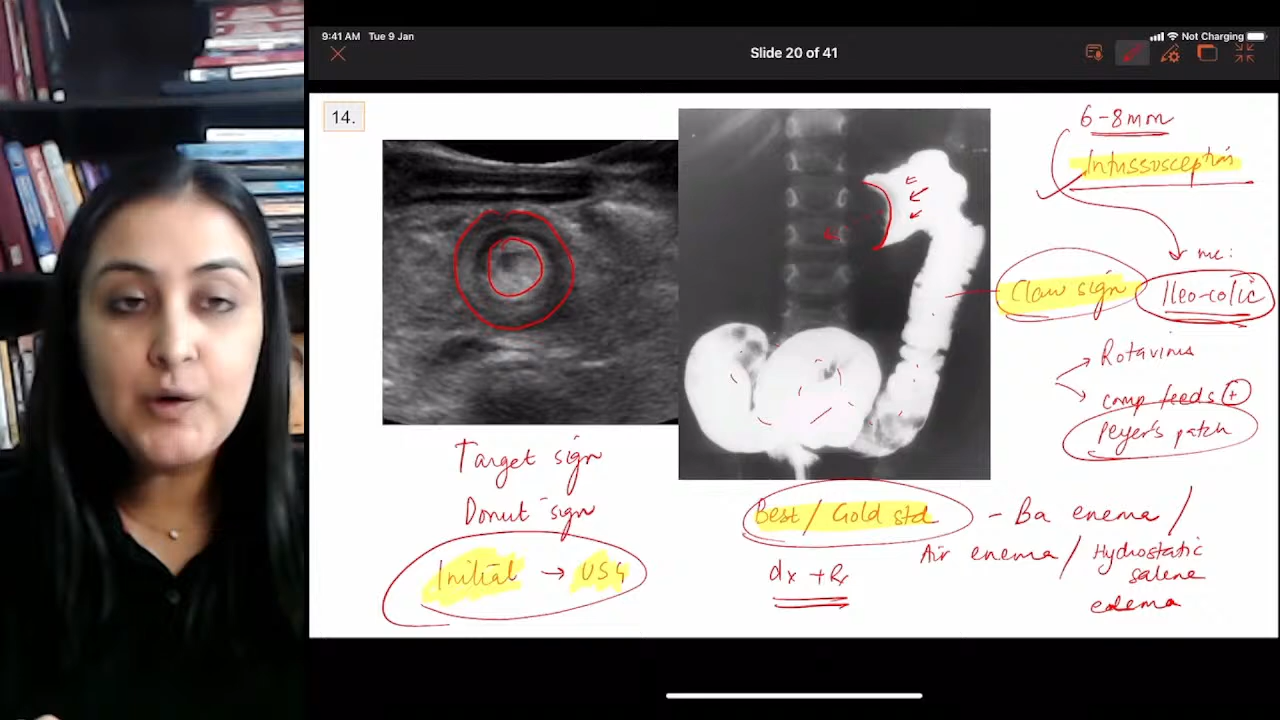 9:41 AM Tue 9 Jan
Not Charging
Slide 20 of 41
14.
6-8mm
Intussusception
mc:
Claw sign
Ileo-colic
Rotavirus
comp feeds +
Peyer's patch
Target sign
Donut sign
Initial → USG
Best / Gold std - Ba enema /
Air enema / Hydrostatic
salene
edema
dx + Rx